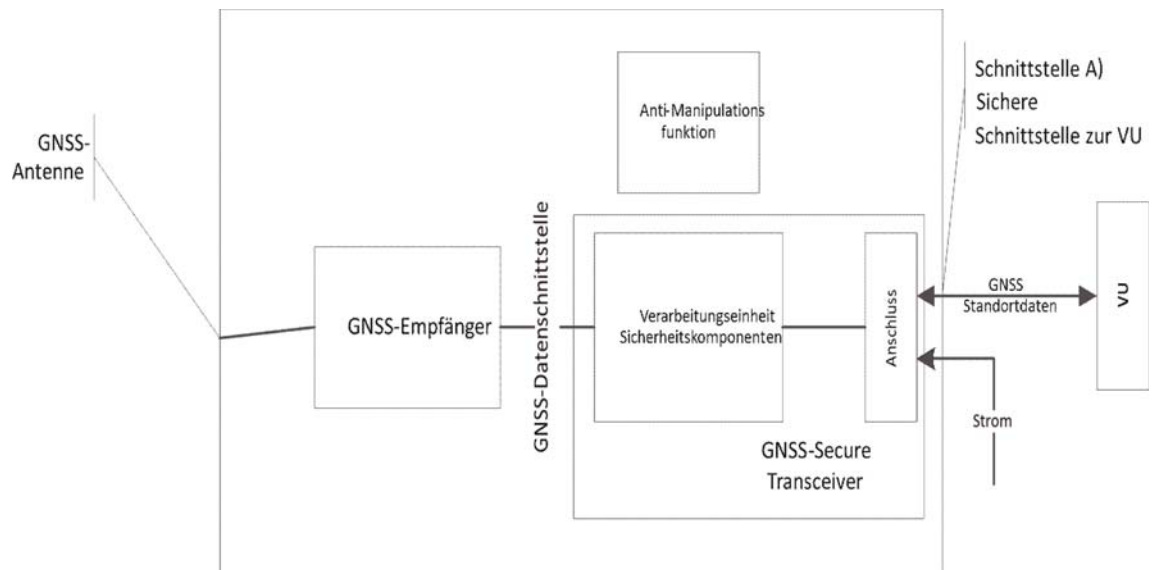 Anti-Manipulations
funktion
Schnittstelle A)
Sichere
Schnittstelle zur VU
GNSS-
Antenne
GNSS-Empfänger
GNSS-Datenschnittstelle
Verarbeitungseinheit
Sicherheitskomponenten
Anschluss
GNSS
Standortdaten
VU
Strom
GNSS-Secure
Transceiver